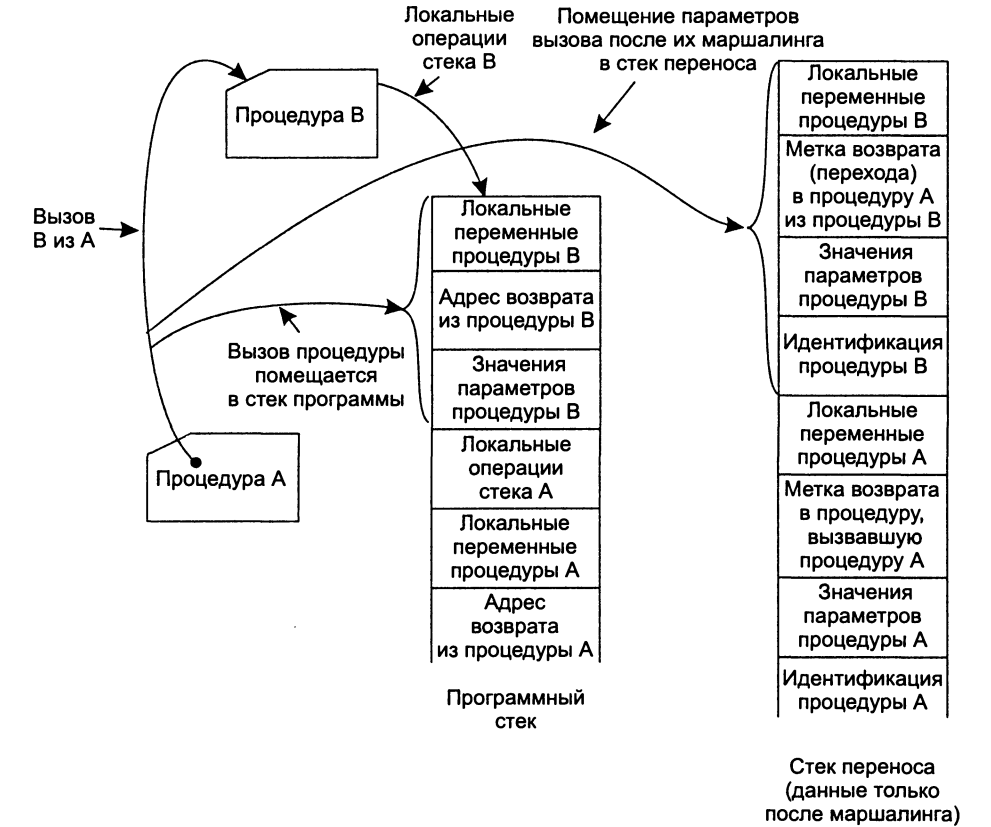 Локальные
операции
стека В
Помещение параметров
вызова после их маршалинга
в стек переноса
Процедура В
Вызов
В из А
Вызов процедуры
помещается
в стек программы
Процедура А
Локальные
переменные
процедуры В
Адрес возврата
из процедуры В
Значения
параметров
процедуры В
Локальные
операции
стека А
Локальные
переменные
процедуры А
Адрес
возврата
из процедуры А
Программный
стек
Локальные
переменные
процедуры В
Метка возврата
(перехода)
в процедуру А
из процедуры В
Значения
параметров
процедуры В
Идентификация
процедуры В
Локальные
переменные
процедуры А
Метка возврата
в процедуру,
вызвавшую
процедуру А
Значения
параметров
процедуры А
Идентификация
процедуры А
Стек переноса
(данные только
после маршалинга)